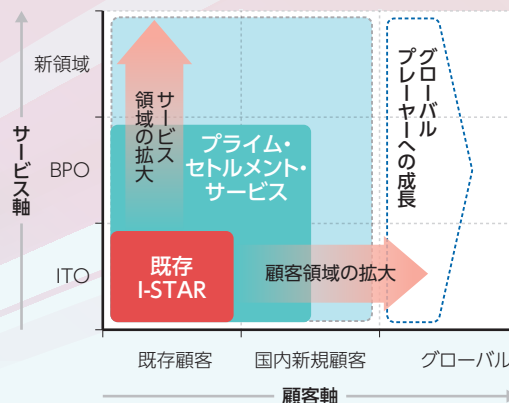 新領域
BPO
ITO
サービス軸
サービス
領域の拡大
グローバル
プレーヤーへの成長
プライム・
セトルメント・
サービス
既存
I-STAR
顧客領域の拡大
既存顧客
国内新規顧客
グローバル
顧客軸